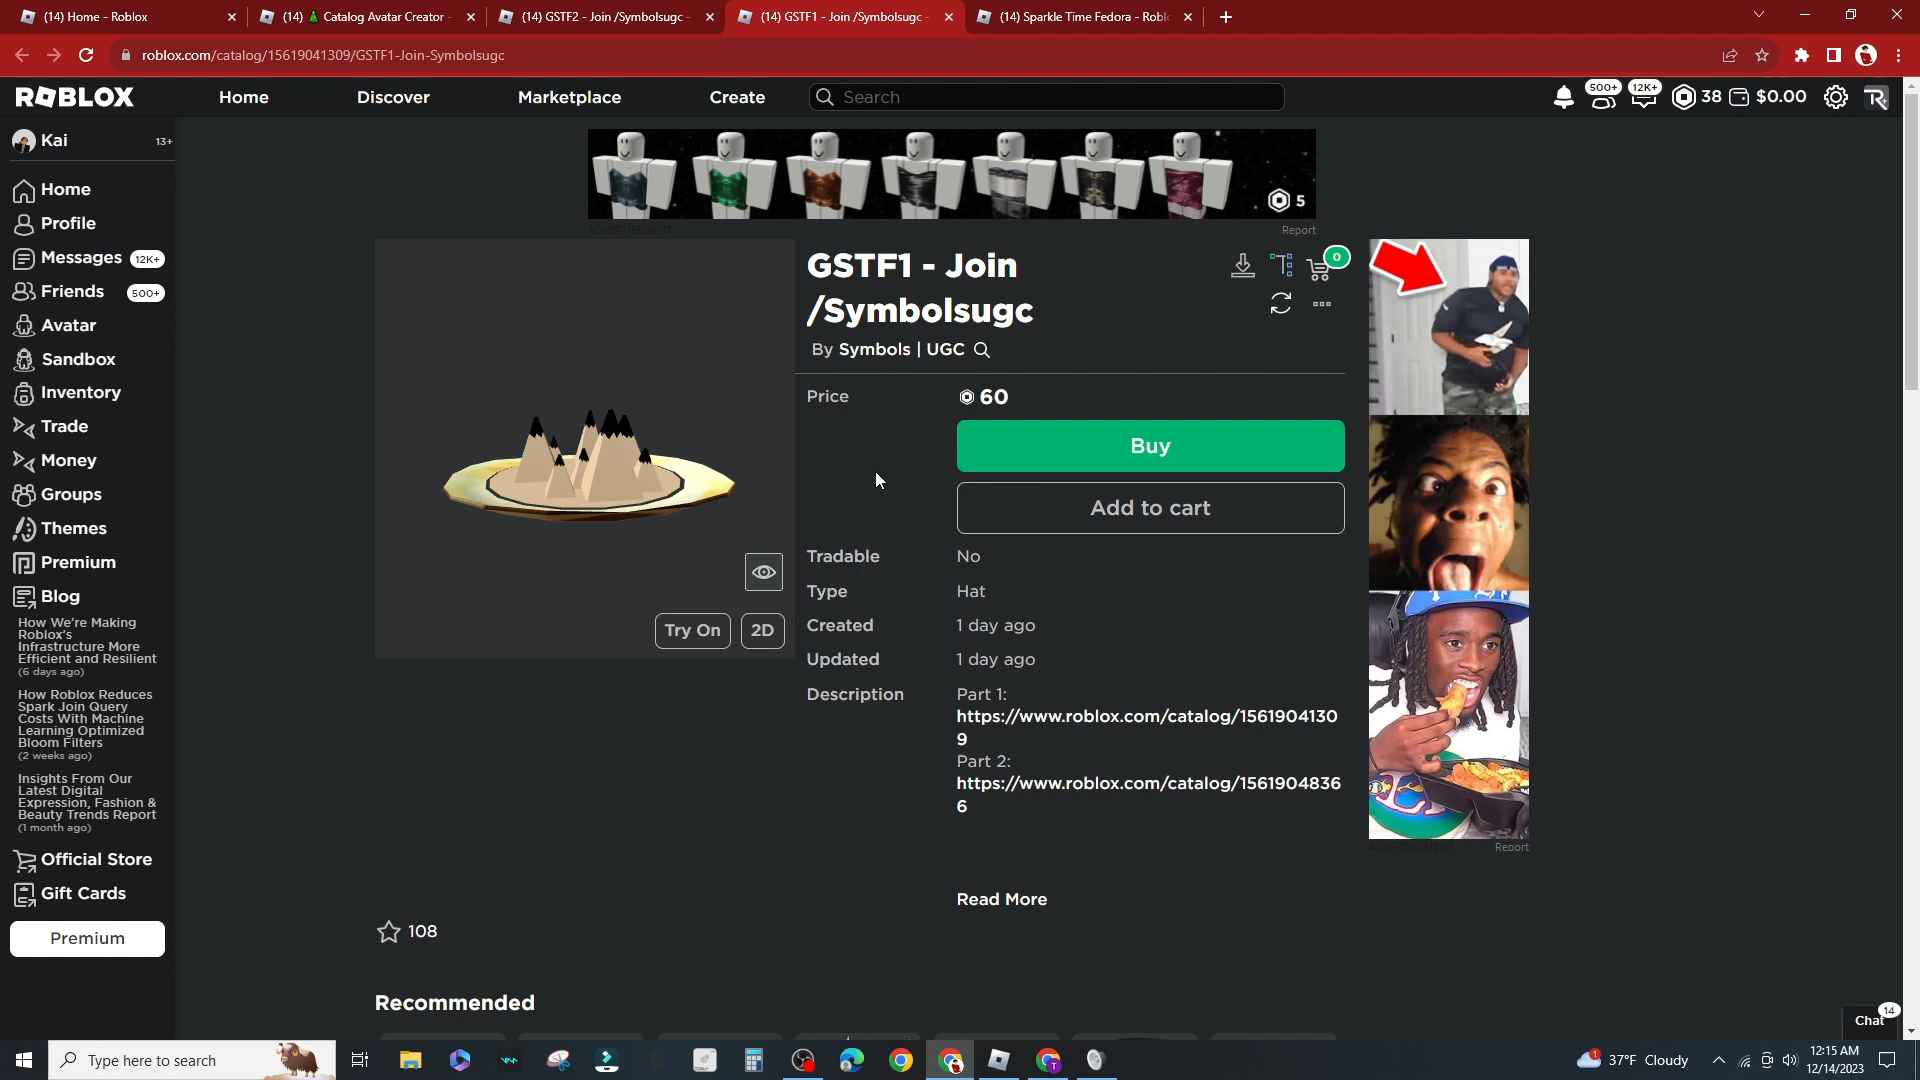 (14) Home - Roblox
(14) 🌲 Catalog Avatar Creator -
(14) GSTF2 - Join /Symbolsugc -
(14) GSTF1 - Join /Symbolsugc -
(14) Sparkle Time Fedora - Robl
roblox.com/catalog/15619041309/GSTF1-Join-Symbolsugc
ROBLOX
Home
Discover
Marketplace
Create
Search
500+
12K+
38
$0.00
Kai
13+
Home
Profile
Messages 12K+
Friends 500+
Avatar
Sandbox
Inventory
Trade
Money
Groups
Themes
Premium
Blog
How We're Making
Roblox's
Infrastructure More
Efficient and Resilient
(6 days ago)
How Roblox Reduces
Spark Join Query
Costs With Machine
Learning Optimized
Bloom Filters
(2 weeks ago)
Insights From Our
Latest Digital
Expression, Fashion &
Beauty Trends Report
(1 month ago)
Official Store
Gift Cards
Premium
5
ADVERTISEMENT
Report
GSTF1 - Join
/Symbolsugc
0
By Symbols | UGC
Price
60
Buy
Add to cart
Tradable
No
Type
Hat
Created
1 day ago
Updated
1 day ago
Description
Part 1:
https://www.roblox.com/catalog/1561904130
9
Part 2:
https://www.roblox.com/catalog/1561904836
6
Read More
Try On
2D
108
ADVERTISEMENT
Report
Recommended
Chat
14
Type here to search
1
37°F Cloudy
12:15 AM
12/14/2023